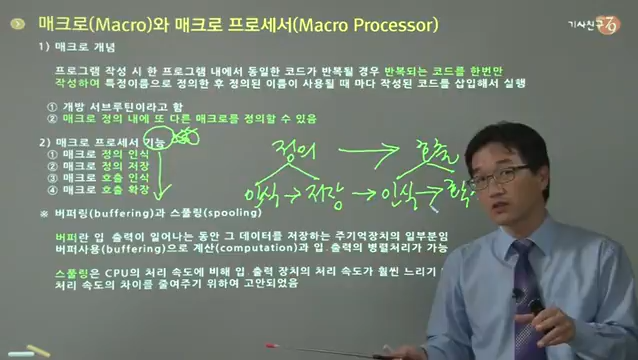 매크로(Macro)와 매크로 프로세서(Macro Processor)
기사친구
1) 매크로 개념
프로그램 작성 시 한 프로그램 내에서 동일한 코드가 반복될 경우 반복되는 코드를 한번만
작성하여 특정이름으로 정의한 후 정의된 이름이 사용될 때 마다 작성된 코드를 삽입해서 실행
① 개방 서브루틴이라고 함
② 매크로 정의 내에 또 다른 매크로를 정의할 수 있음
2) 매크로 프로세서 기능
① 매크로 정의 인식
② 매크로 정의 저장
③ 매크로 호출 인식
④ 매크로 호출 확장
정의 → 호출
인식 → 저장 → 인식 → 확
※ 버퍼링(buffering)과 스풀링(spooling)
버퍼란 입 출력이 일어나는 동안 그 데이터를 저장하는 주기억장치의 일부분임
버퍼사용(buffering)으로 계산(computation)과 입 출력의 병렬처리가 가능
스풀링은 CPU의 처리 속도에 비해 입 출력 장치의 처리 속도가 훨씬 느리기
처리 속도의 차이를 줄여주기 위하여 고안되었음